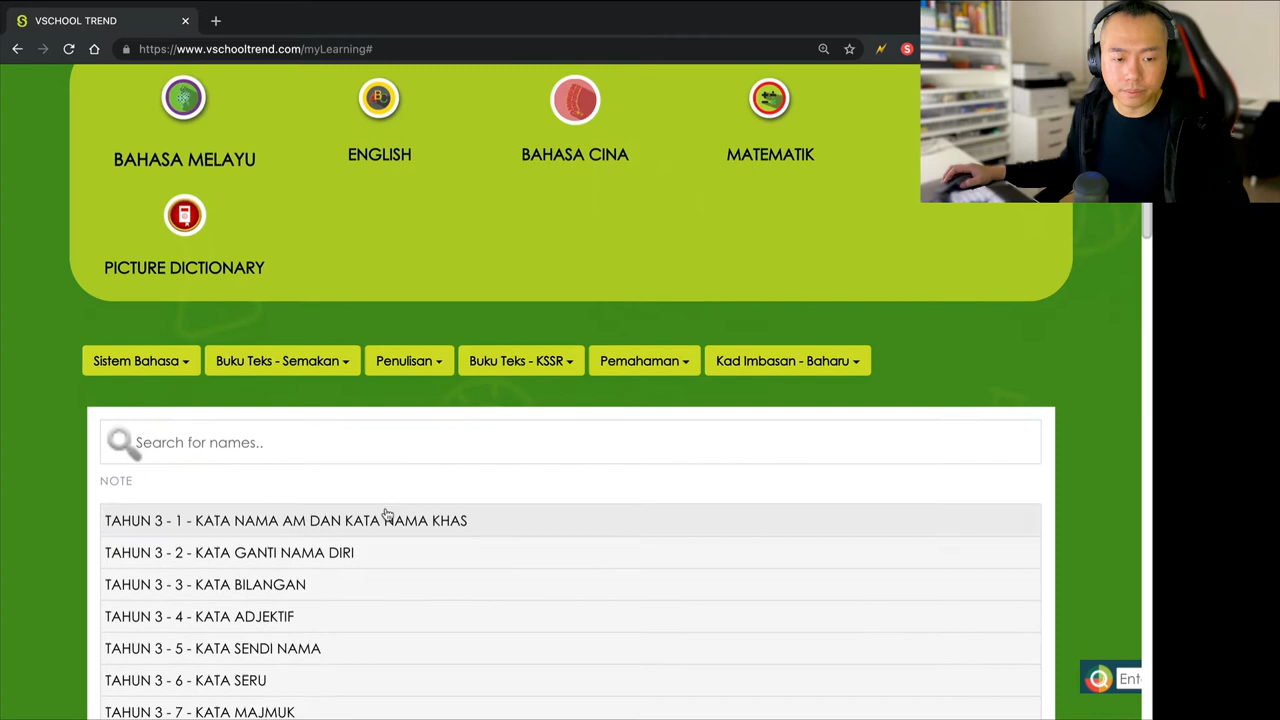 VSCHOOL TREND
https://www.vschooltrend.com/myLearning#
S
BAHASA MELAYU
ENGLISH
BAHASA CINA
MATEMATIK
PICTURE DICTIONARY
Sistem Bahasa
Buku Teks - Semakan
Penulisan
Buku Teks - KSSR
Pemahaman
Kad Imbasan - Baharu
Search for names..
NOTE
TAHUN 3 - 1 - KATA NAMA AM DAN KATA NAMA KHAS
TAHUN 3 - 2 - KATA GANTI NAMA DIRI
TAHUN 3 - 3 - KATA BILANGAN
TAHUN 3 - 4 - KATA ADJEKTIF
TAHUN 3 - 5 - KATA SENDI NAMA
TAHUN 3 - 6 - KATA SERU
Ent
TAHUN 3 - 7 - KATA MAJMUK